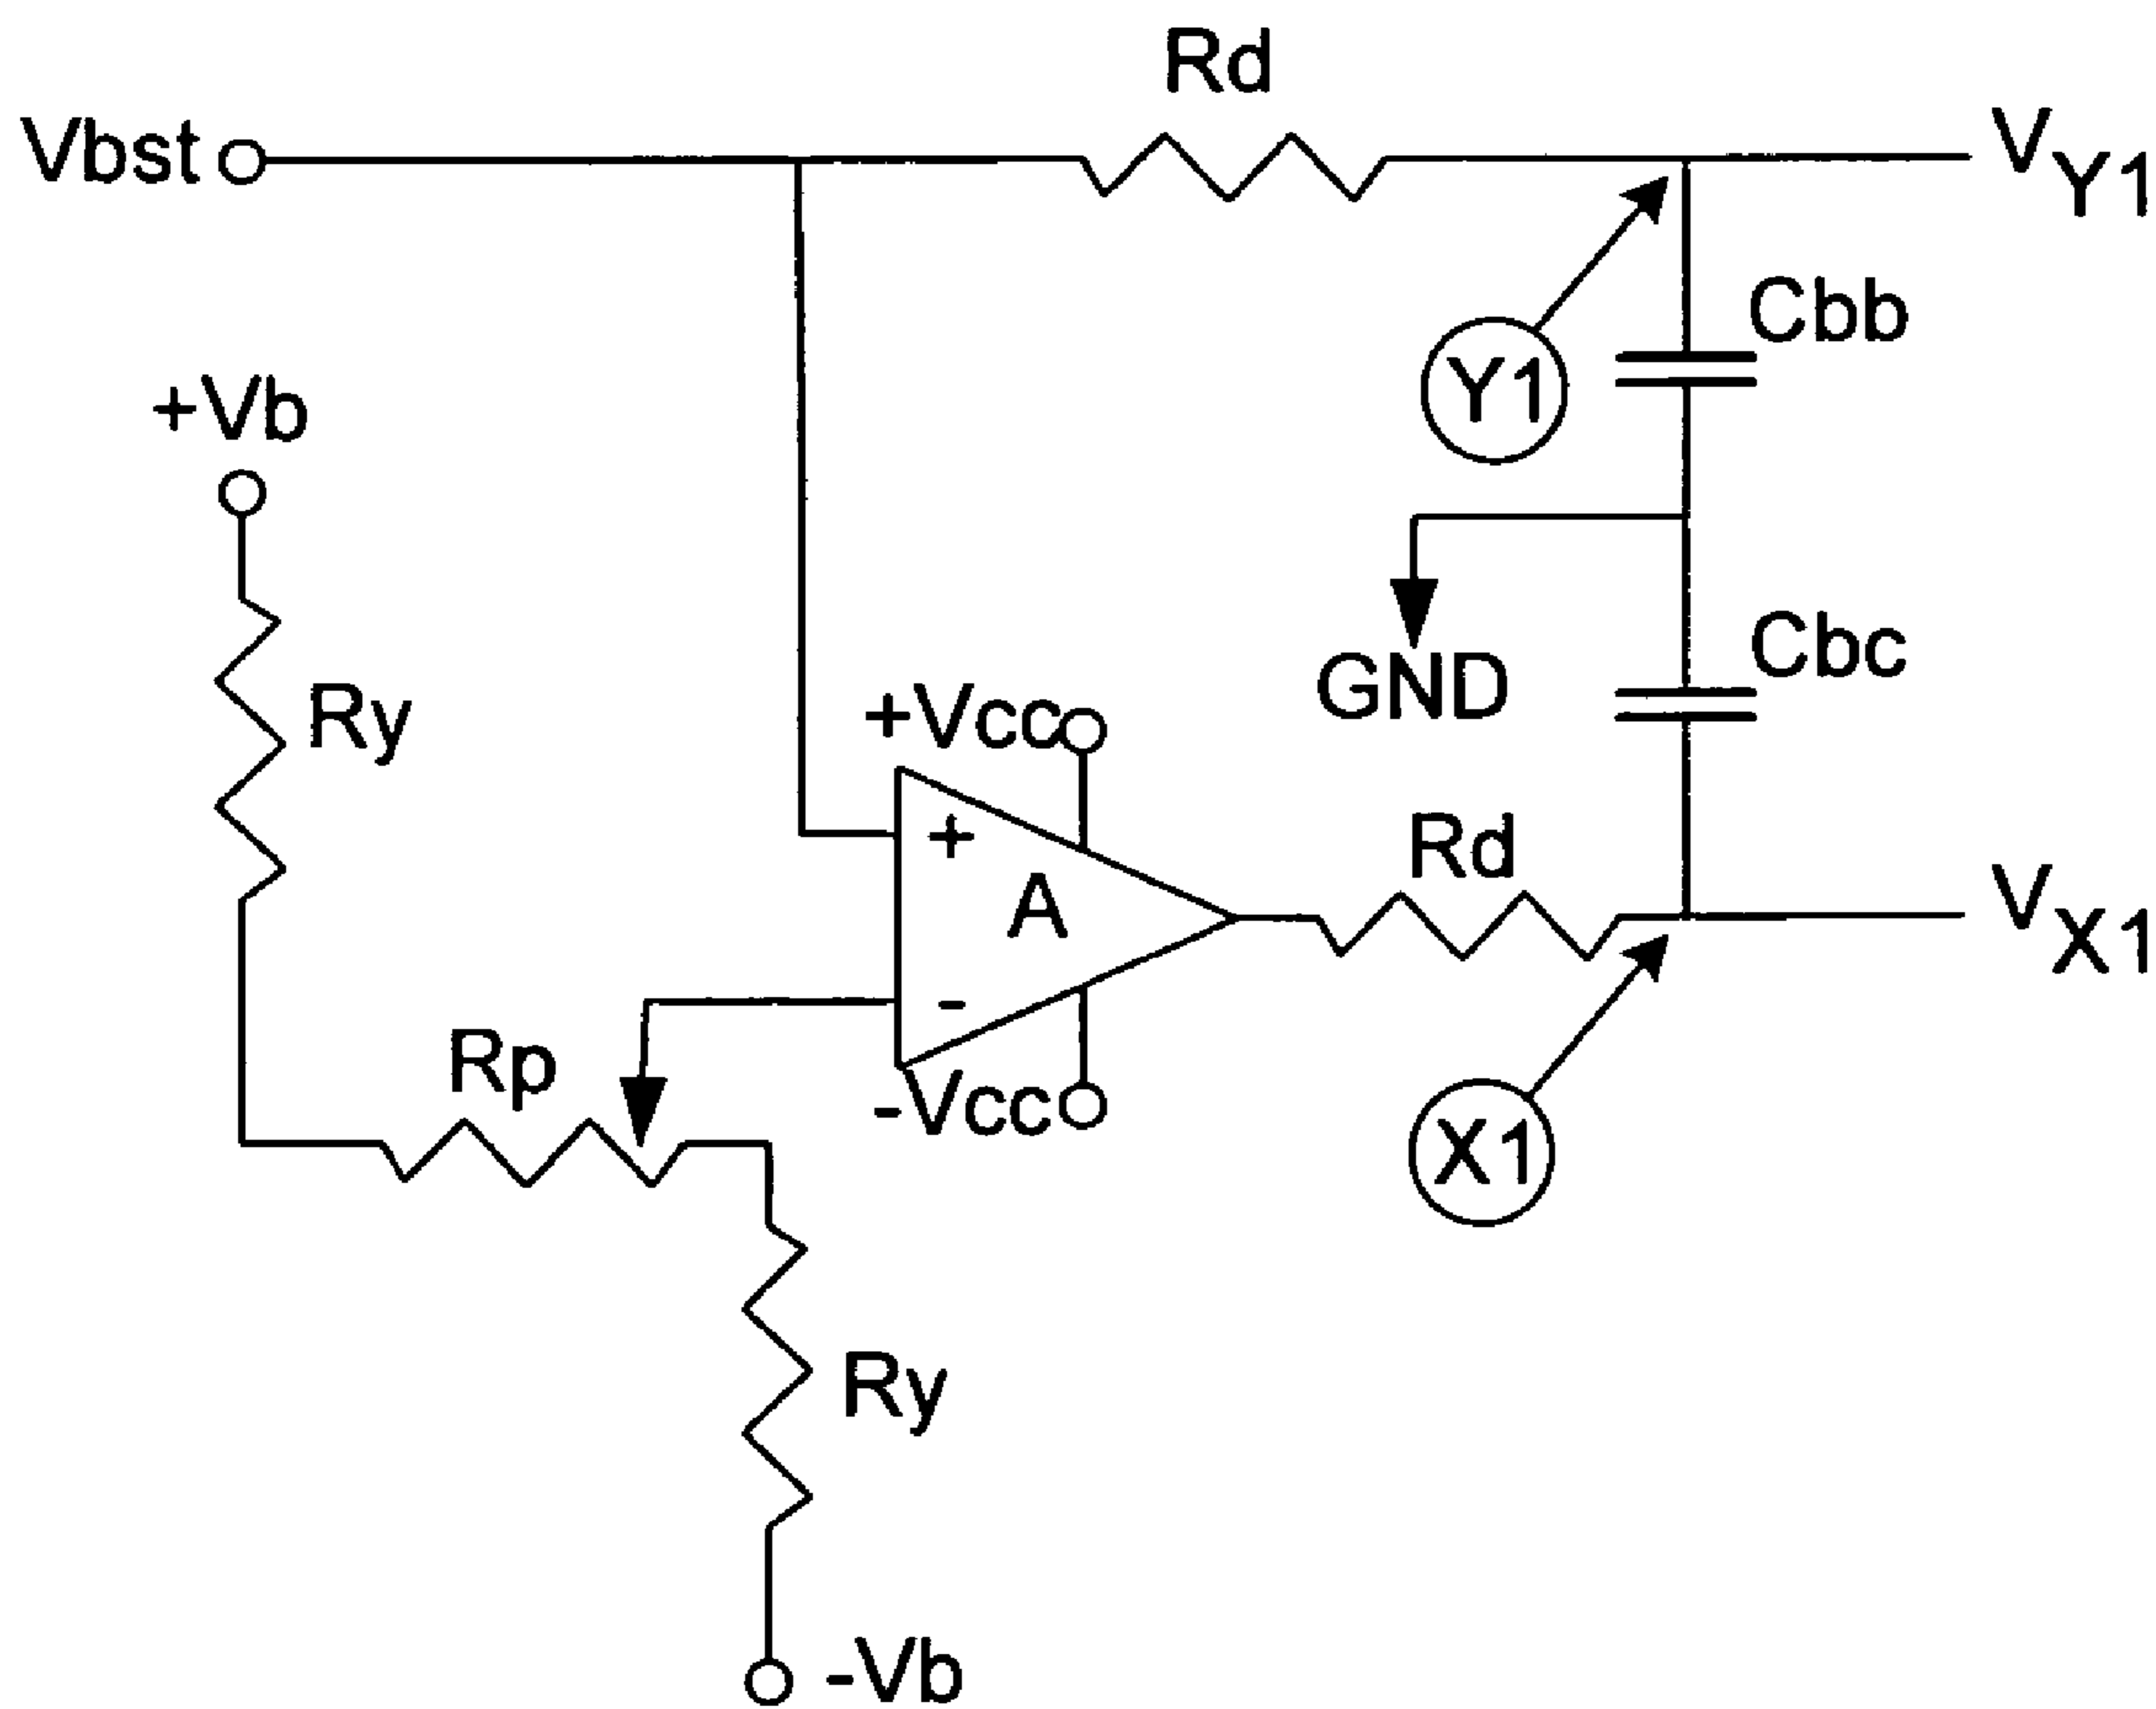 Rd
Vbst
VY1
Cbb
+Vb
Y1
GND
Cbc
Ry
+Vcc
+
A
-
Rd
VX1
Rp
-Vcc
X1
Ry
-Vb